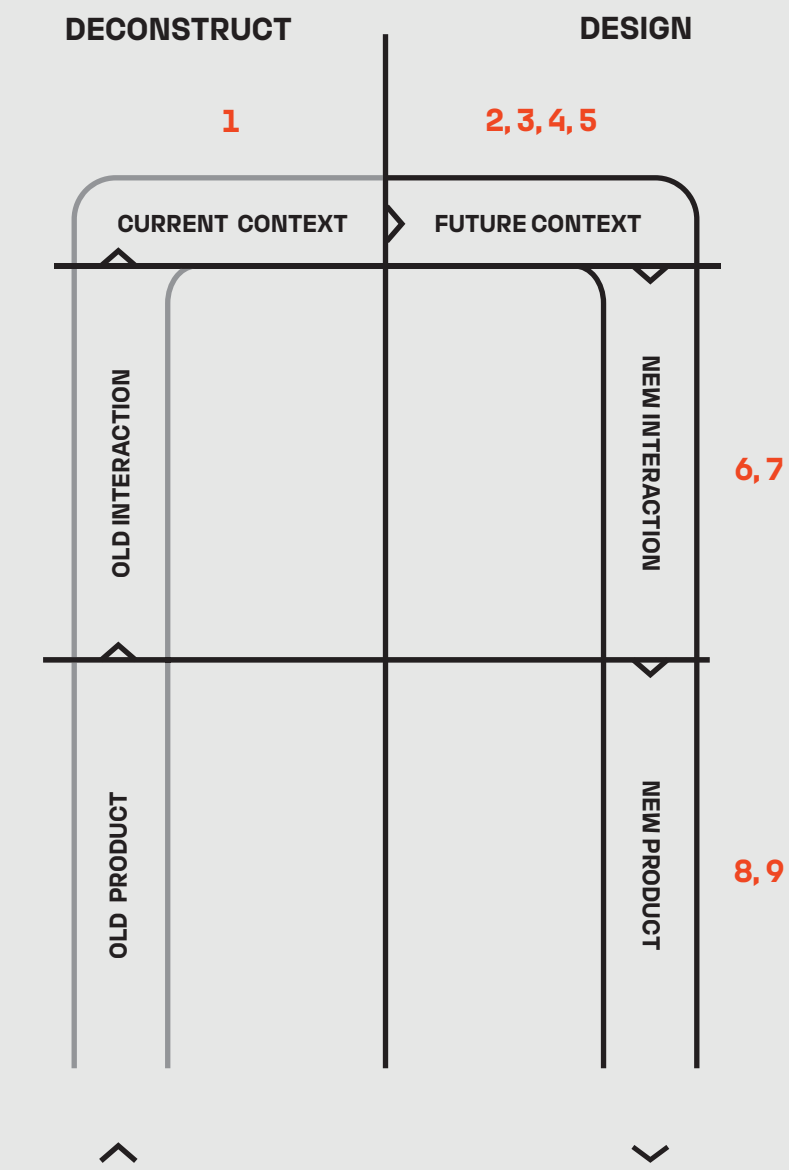 DECONSTRUCT
DESIGN
1
2, 3, 4, 5
CURRENT CONTEXT
FUTURE CONTEXT
OLD INTERACTION
NEW INTERACTION
6, 7
OLD PRODUCT
NEW PRODUCT
8, 9